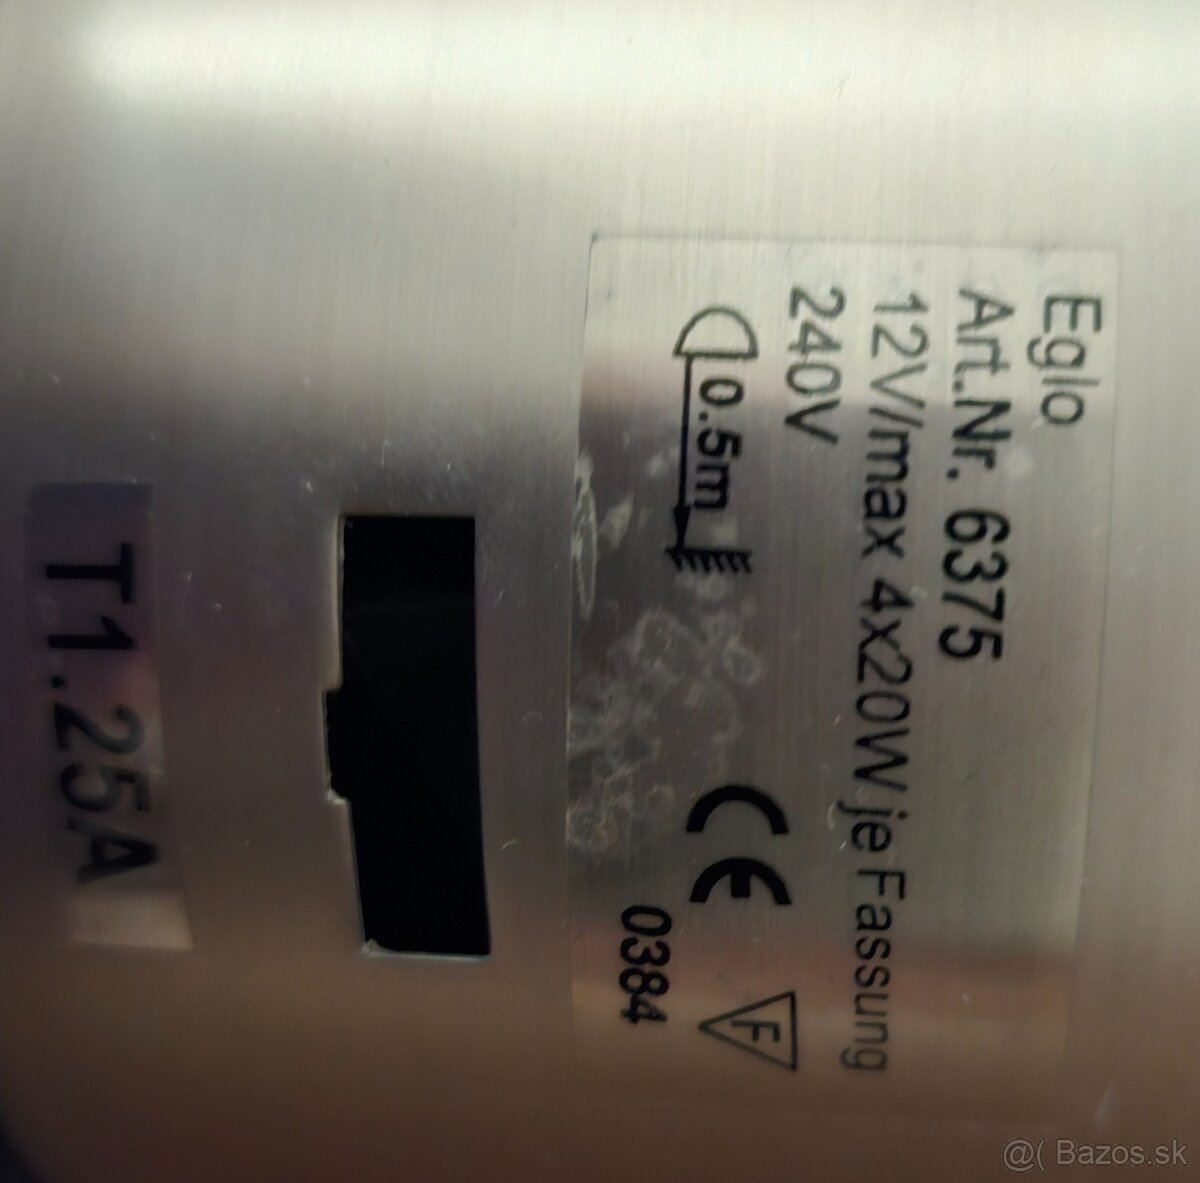 Eglo
Art.Nr. 6375
12V/max 4x20W je Fassung
240V
0.5m
CE
F
0384
T1.25A
@( Bazos.sk